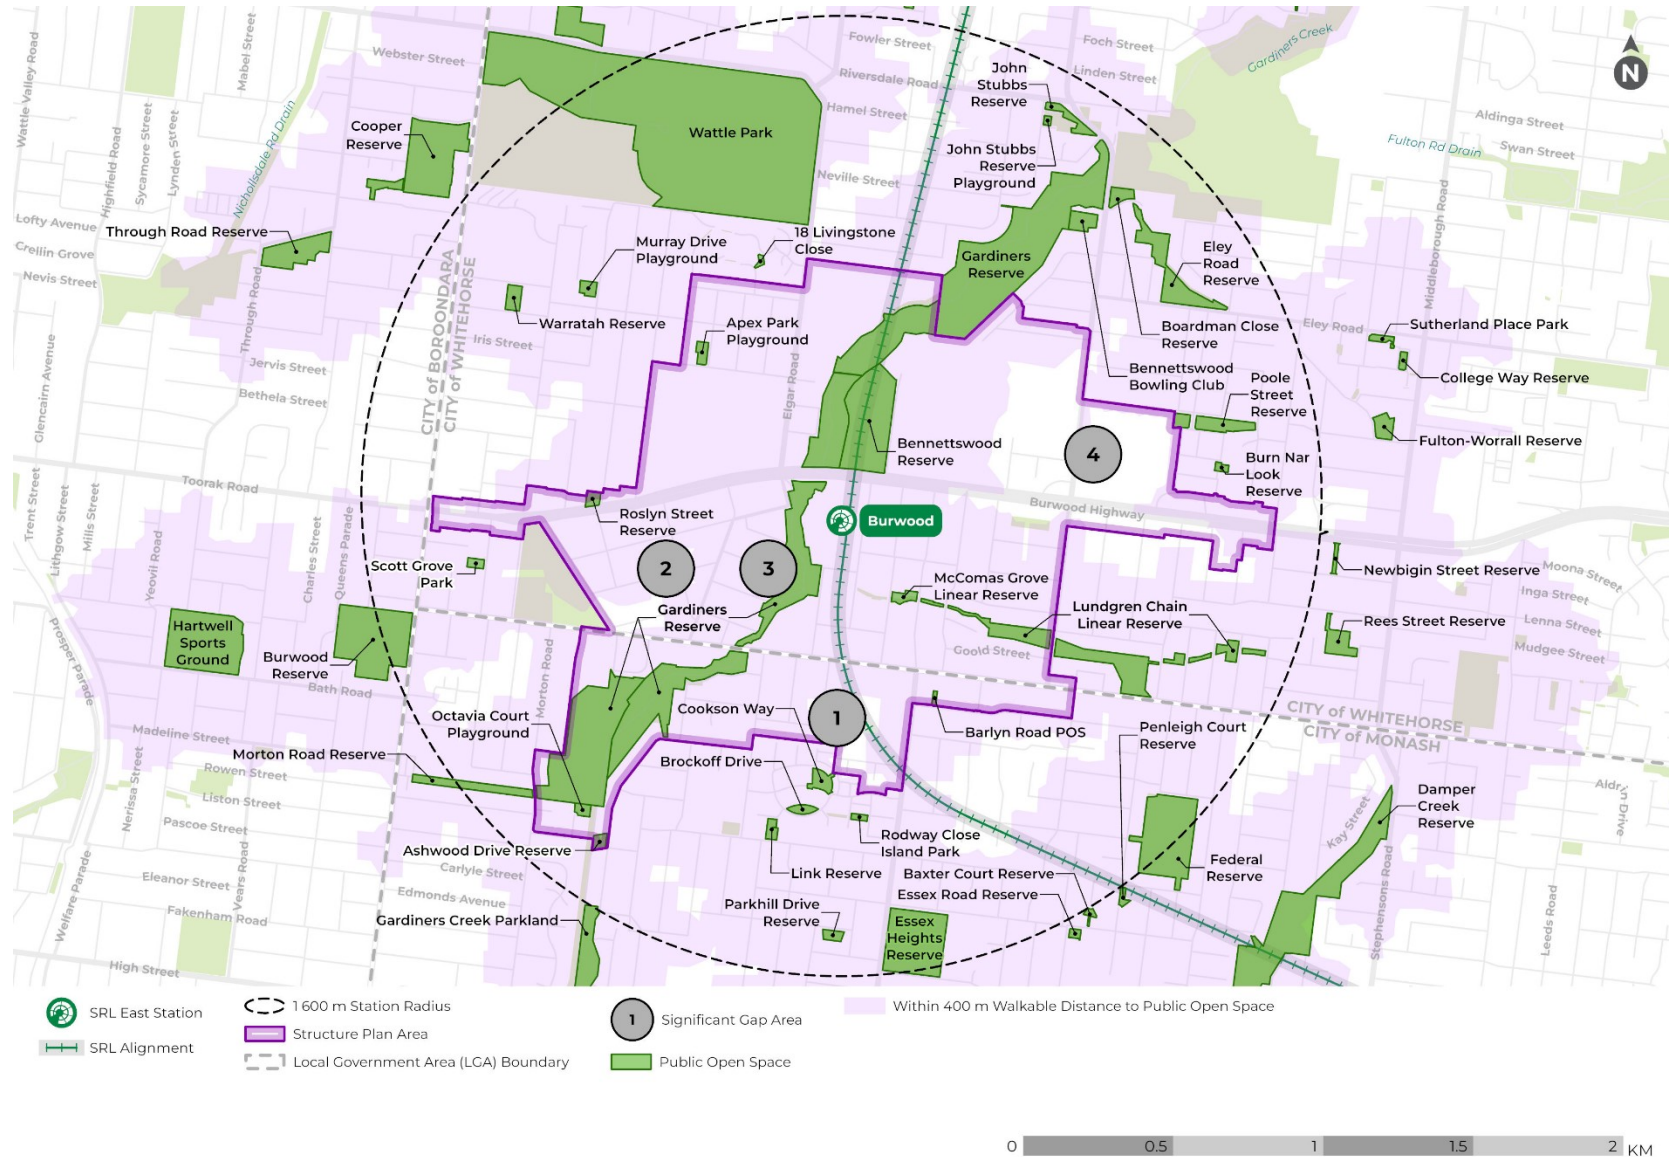 Wattle Valley Road
Mabel Street
Webster Street
Fowler Street
Foch Street
Linden Street
Gardiners Creek
N
Riversdale Road
Hamel Street
John
Stubbs
Reserve
Highfield Road
Sycamore Street
Lynden Street
Nichollsdale Rd Drain
Cooper
Reserve
Wattle Park
John Stubbs
Reserve
Playground
Neville Street
Aldinga Street
Swan Street
Fulton Rd Drain
Middleborough Road
Lofty Avenue
Crellin Grove
Nevis Street
Through Road Reserve
Through Road
CITY of BOROONDARA
CITY of WHITEHORSE
Murray Drive
Playground
18 Livingstone
Close
Gardiners
Reserve
Eley
Road
Reserve
Warratah Reserve
Iris Street
Apex Park
Playground
Boardman Close
Reserve
Eley Road
Sutherland Place Park
College Way Reserve
Bennettswood
Bowling Club
Poole
Street
Reserve
Glencairn Avenue
Jervis Street
Bethela Street
Elgar Road
Fulton-Worrall Reserve
Bennettswood
Reserve
4
Burn Nar
Look
Reserve
Trent Street
Lithgow Street
Mills Street
Toorak Road
Roslyn Street
Reserve
Burwood
Burwood Highway
Yeovil Road
Charles Street
Queens Parade
Scott Grove
Park
2
3
McComas Grove
Linear Reserve
Lundgren Chain
Linear Reserve
Newbigin Street Reserve
Moona Street
Inga Street
Lenna Street
Mudgee Street
Rees Street Reserve
Gardiners
Reserve
Goold Street
Hartwell
Sports
Ground
Burwood
Reserve
Bath Road
Prosper Parade
Morton Road
Octavia Court
Playground
Cookson Way
1
Barlyn Road POS
CITY of WHITEHORSE
CITY of MONASH
Penleigh Court
Reserve
Madeline Street
Morton Road Reserve
Rowen Street
Liston Street
Pascoe Street
Nerissa Street
Brockoff Drive
Rodway Close
Island Park
Damper
Creek
Reserve
Kay Street
Aldrin Drive
Ashwood Drive Reserve
Carlyle Street
Link Reserve
Baxter Court Reserve
Essex Road Reserve
Federal
Reserve
Eleanor Street
Fakenham Road
Years Road
Edmonds Avenue
Welfare Parade
Gardiners Creek Parkland
Parkhill Drive
Reserve
Essex
Heights
Reserve
Stephensons Road
Leeds Road
High Street
SRL East Station
SRL Alignment
1 600 m Station Radius
Structure Plan Area
Local Government Area (LGA) Boundary
1
Significant Gap Area
Public Open Space
Within 400 m Walkable Distance to Public Open Space
0 0.5 1 1.5 2 KM